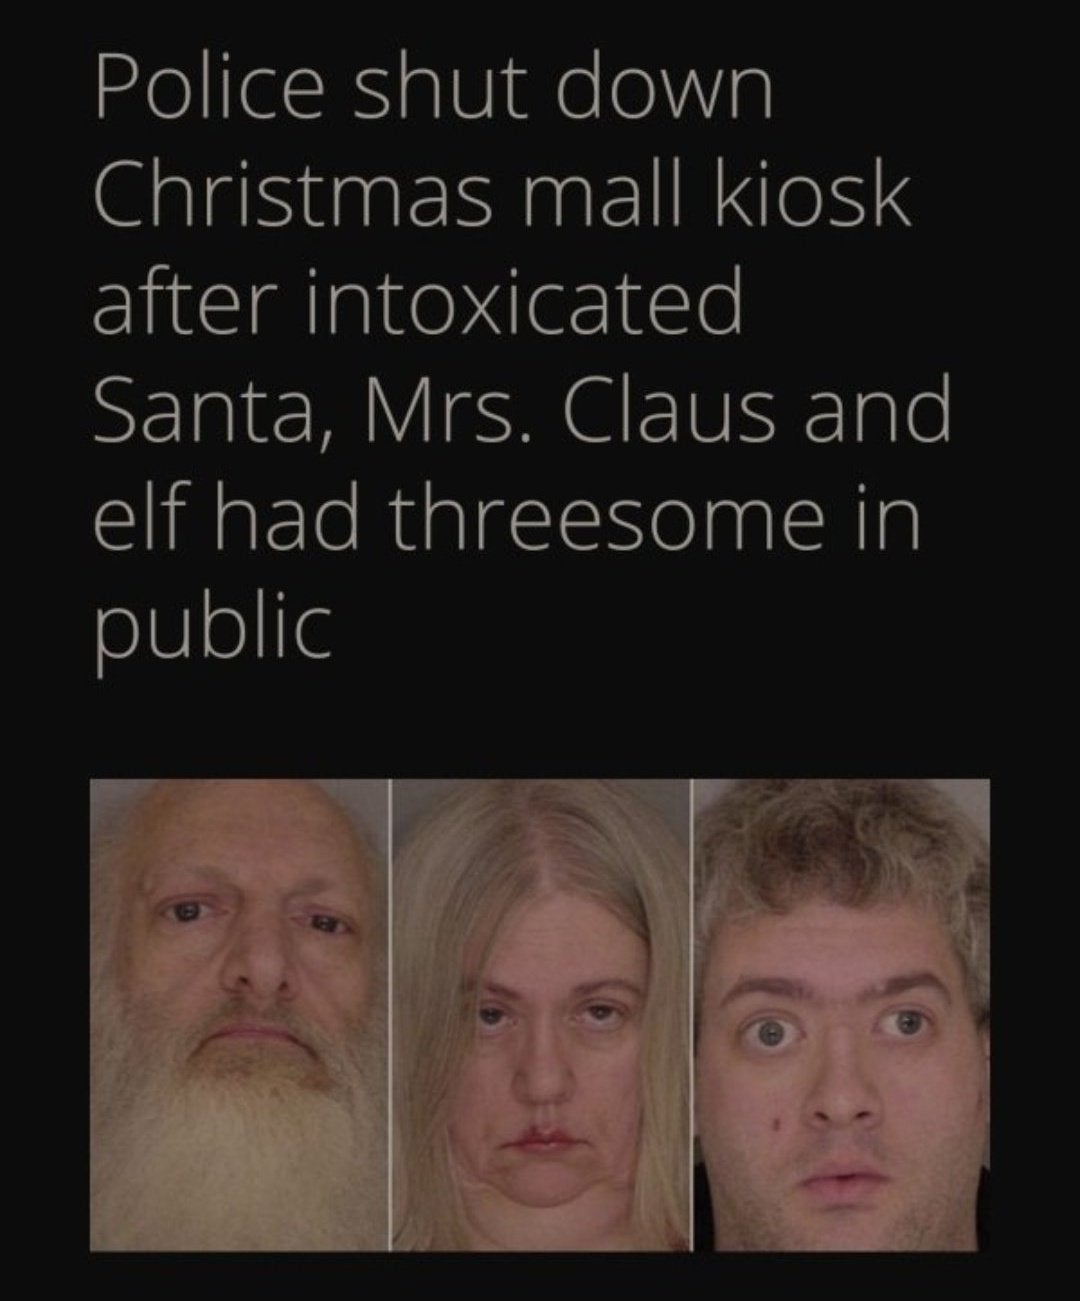 Police shut down
Christmas mall kiosk
after intoxicated
Santa, Mrs. Claus and
elf had threesome in
public